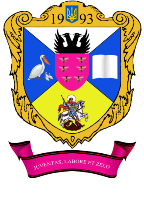 1993
JUVENTAS, LABORE ET ZELO